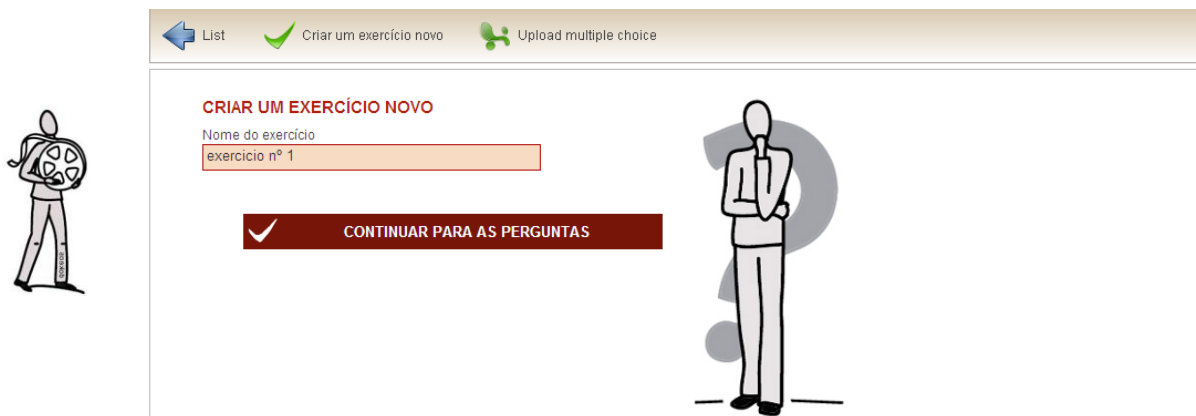 List Criar um exercício novo Upload multiple choice
CRIAR UM EXERCÍCIO NOVO
Nome do exercício
exercicio nº 1
CONTINUAR PARA AS PERGUNTAS